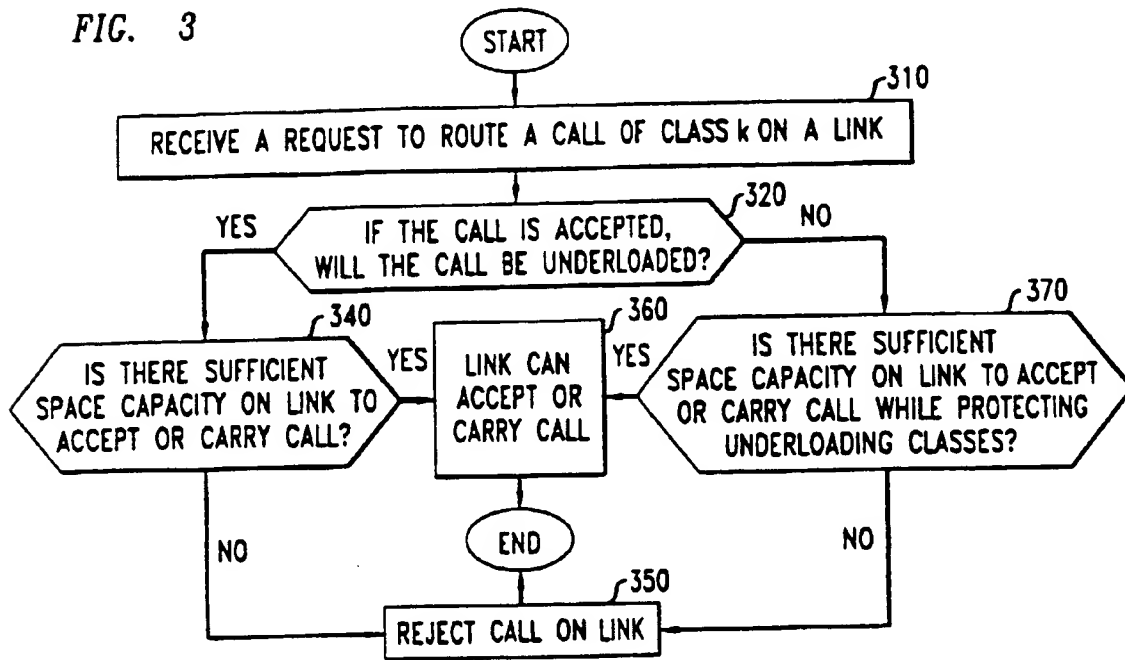 FIG. 3
START
310
RECEIVE A REQUEST TO ROUTE A CALL OF CLASS k ON A LINK
320
YES
NO
IF THE CALL IS ACCEPTED,
WILL THE CALL BE UNDERLOADED?
340
360
370
IS THERE SUFFICIENT
SPACE CAPACITY ON LINK TO
ACCEPT OR CARRY CALL?
YES
LINK CAN
ACCEPT OR
CARRY CALL
YES
IS THERE SUFFICIENT
SPACE CAPACITY ON LINK TO ACCEPT
OR CARRY CALL WHILE PROTECTING
UNDERLOADING CLASSES?
END
NO
NO
350
REJECT CALL ON LINK